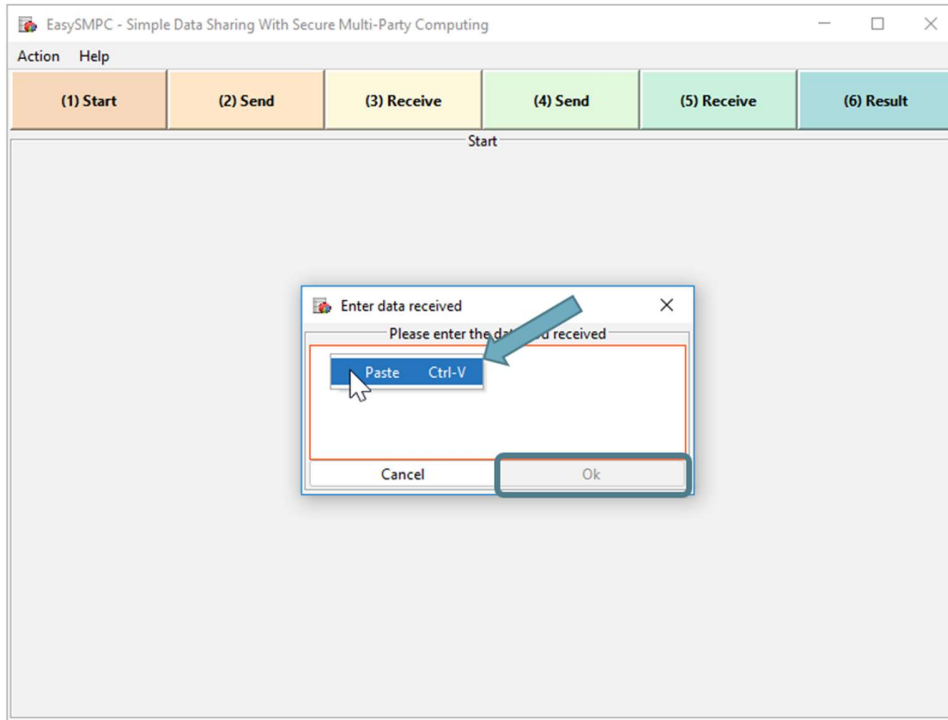 EasySMPC - Simple Data Sharing With Secure Multi-Party Computing
Action Help
(1) Start (2) Send (3) Receive (4) Send (5) Receive (6) Result
Start
Enter data received
Please enter the data received
Paste Ctrl-V
Cancel Ok